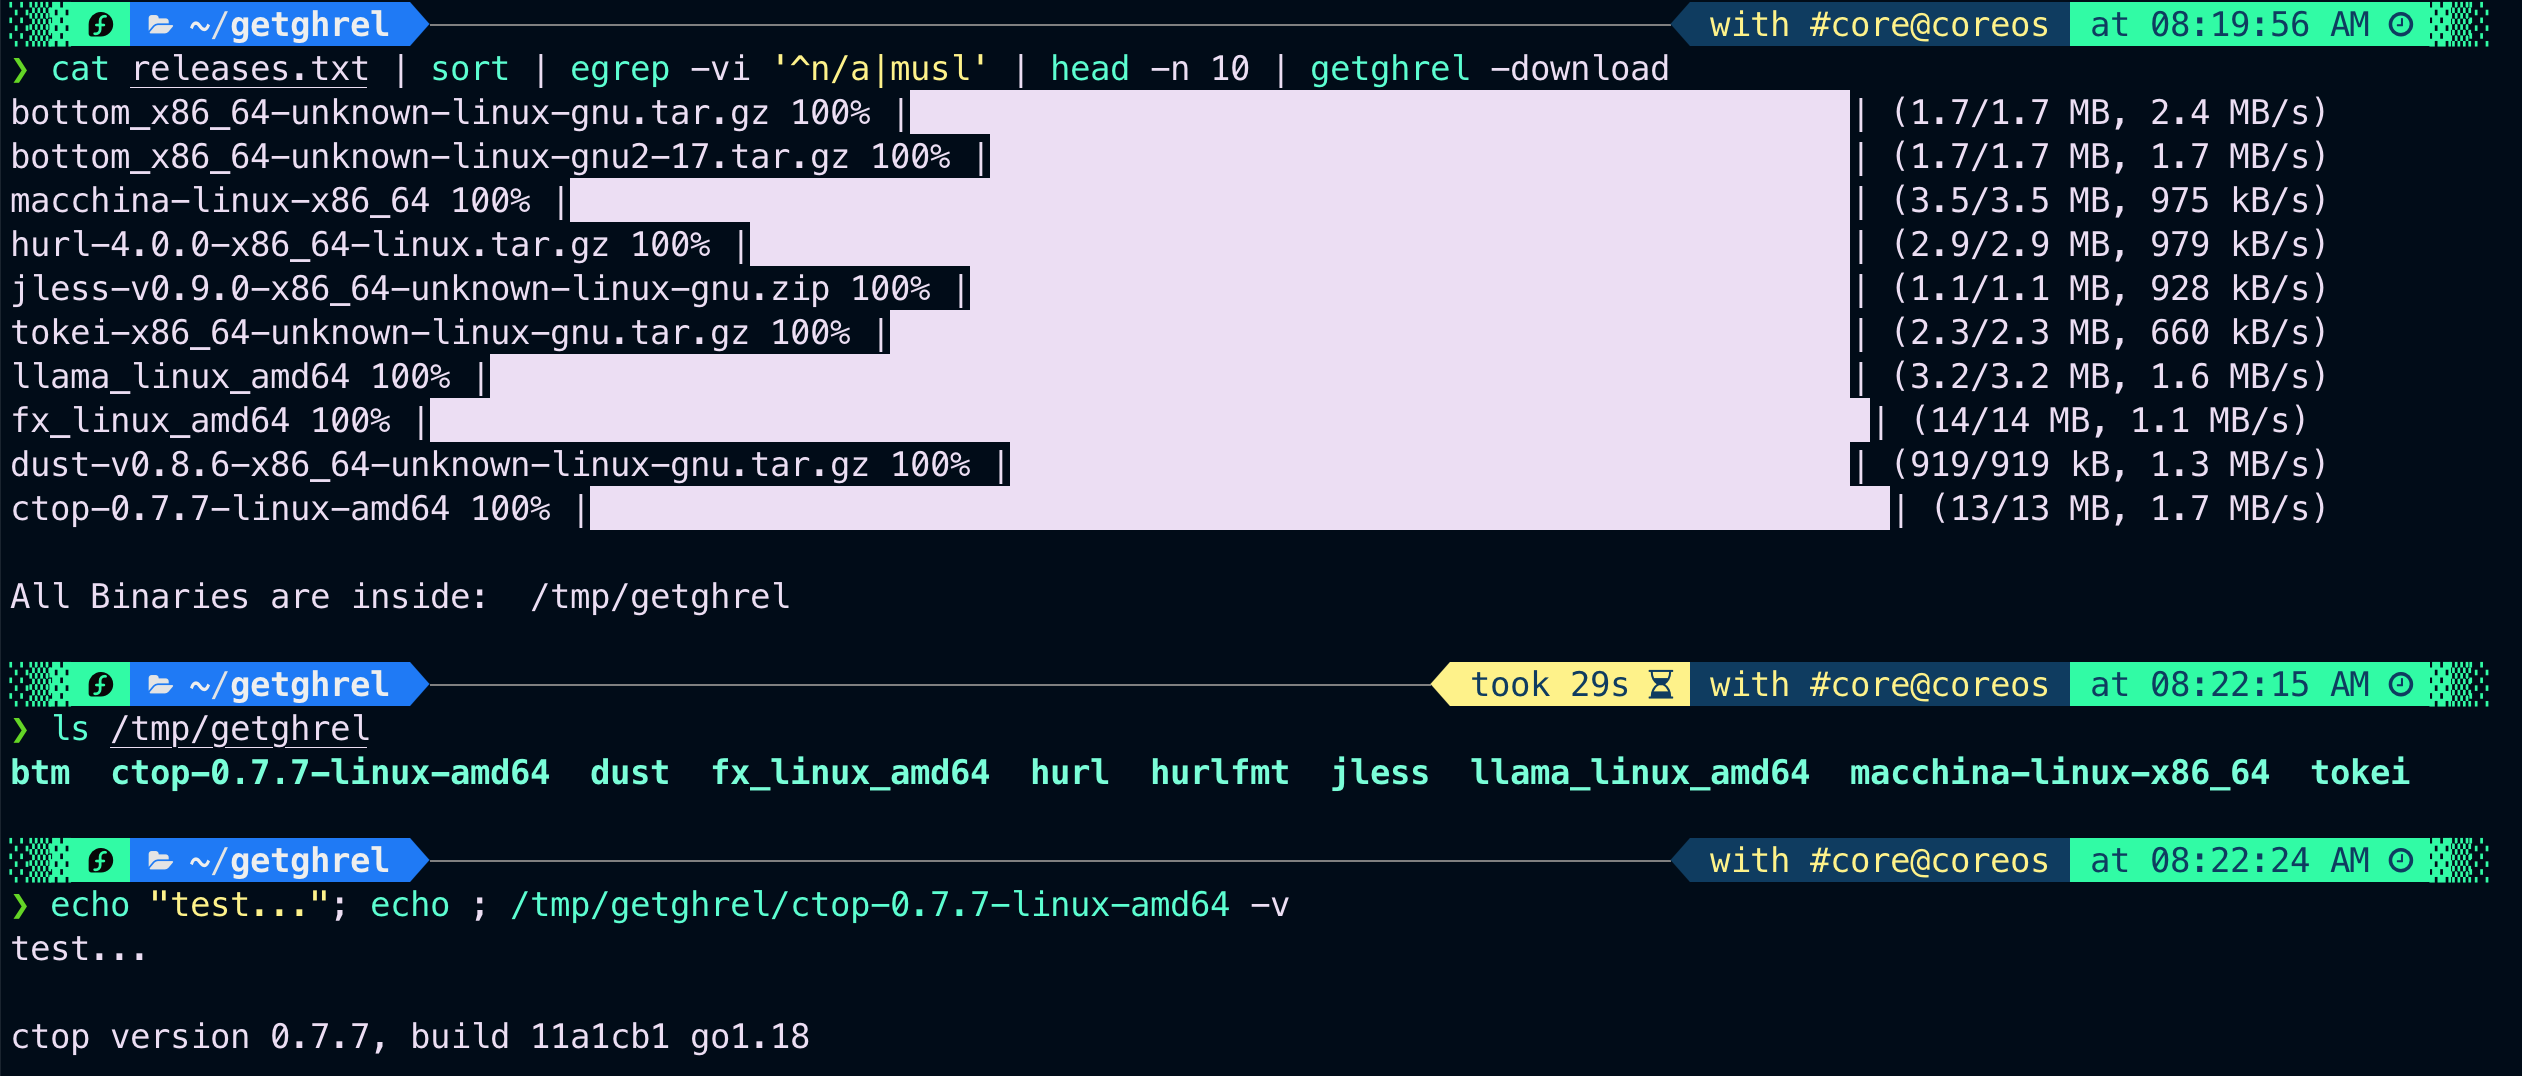 ~/getghrel with #core@coreos at 08:19:56 AM
❯ cat releases.txt | sort | egrep -vi '^n/a|musl' | head -n 10 | getghrel -download
bottom_x86_64-unknown-linux-gnu.tar.gz 100% | | (1.7/1.7 MB, 2.4 MB/s)
bottom_x86_64-unknown-linux-gnu2-17.tar.gz 100% | | (1.7/1.7 MB, 1.7 MB/s)
macchina-linux-x86_64 100% | | (3.5/3.5 MB, 975 kB/s)
hurl-4.0.0-x86_64-linux.tar.gz 100% | | (2.9/2.9 MB, 979 kB/s)
jless-v0.9.0-x86_64-unknown-linux-gnu.zip 100% | | (1.1/1.1 MB, 928 kB/s)
tokei-x86_64-unknown-linux-gnu.tar.gz 100% | | (2.3/2.3 MB, 660 kB/s)
llama_linux_amd64 100% | | (3.2/3.2 MB, 1.6 MB/s)
fx_linux_amd64 100% | | (14/14 MB, 1.1 MB/s)
dust-v0.8.6-x86_64-unknown-linux-gnu.tar.gz 100% | | (919/919 kB, 1.3 MB/s)
ctop-0.7.7-linux-amd64 100% | | (13/13 MB, 1.7 MB/s)
All Binaries are inside:  /tmp/getghrel
~/getghrel took 29s with #core@coreos at 08:22:15 AM
❯ ls /tmp/getghrel
btm  ctop-0.7.7-linux-amd64  dust  fx_linux_amd64  hurl  hurlfmt  jless  llama_linux_amd64  macchina-linux-x86_64  tokei
~/getghrel with #core@coreos at 08:22:24 AM
❯ echo "test..."; echo ; /tmp/getghrel/ctop-0.7.7-linux-amd64 -v
test...
ctop version 0.7.7, build 11a1cb1 go1.18